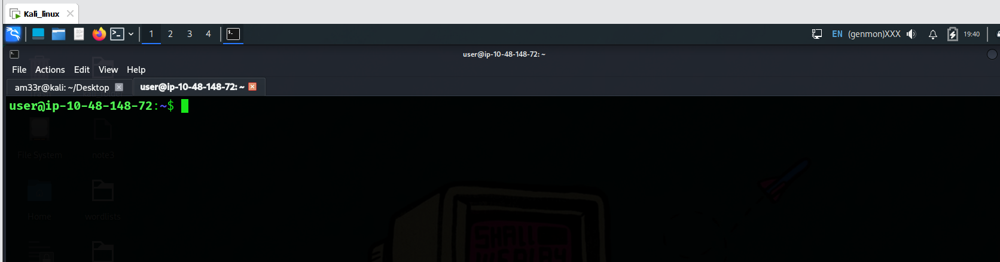 Kali_linux
1 2 3 4 EN (genmon)XXX 19:40
user@ip-10-48-148-72: ~
File Actions Edit View Help
am33r@kali: ~/Desktop user@ip-10-48-148-72: ~
user@ip-10-48-148-72:~$
File System note3
Home wordlists
SHALL